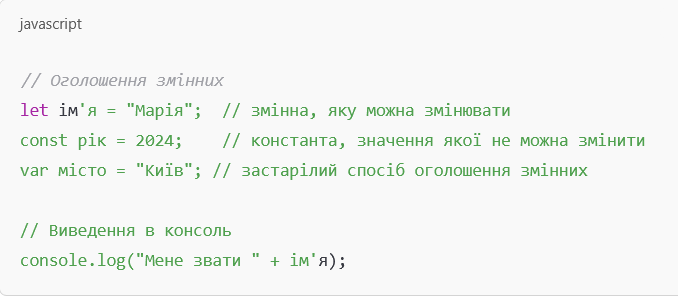 javascript
// Оголошення змінних
let ім'я = "Марія";  // змінна, яку можна змінювати
const рік = 2024;    // константа, значення якої не можна змінити
var місто = "Київ"; // застарілий спосіб оголошення змінних
// Виведення в консоль
console.log("Мене звати " + ім'я);